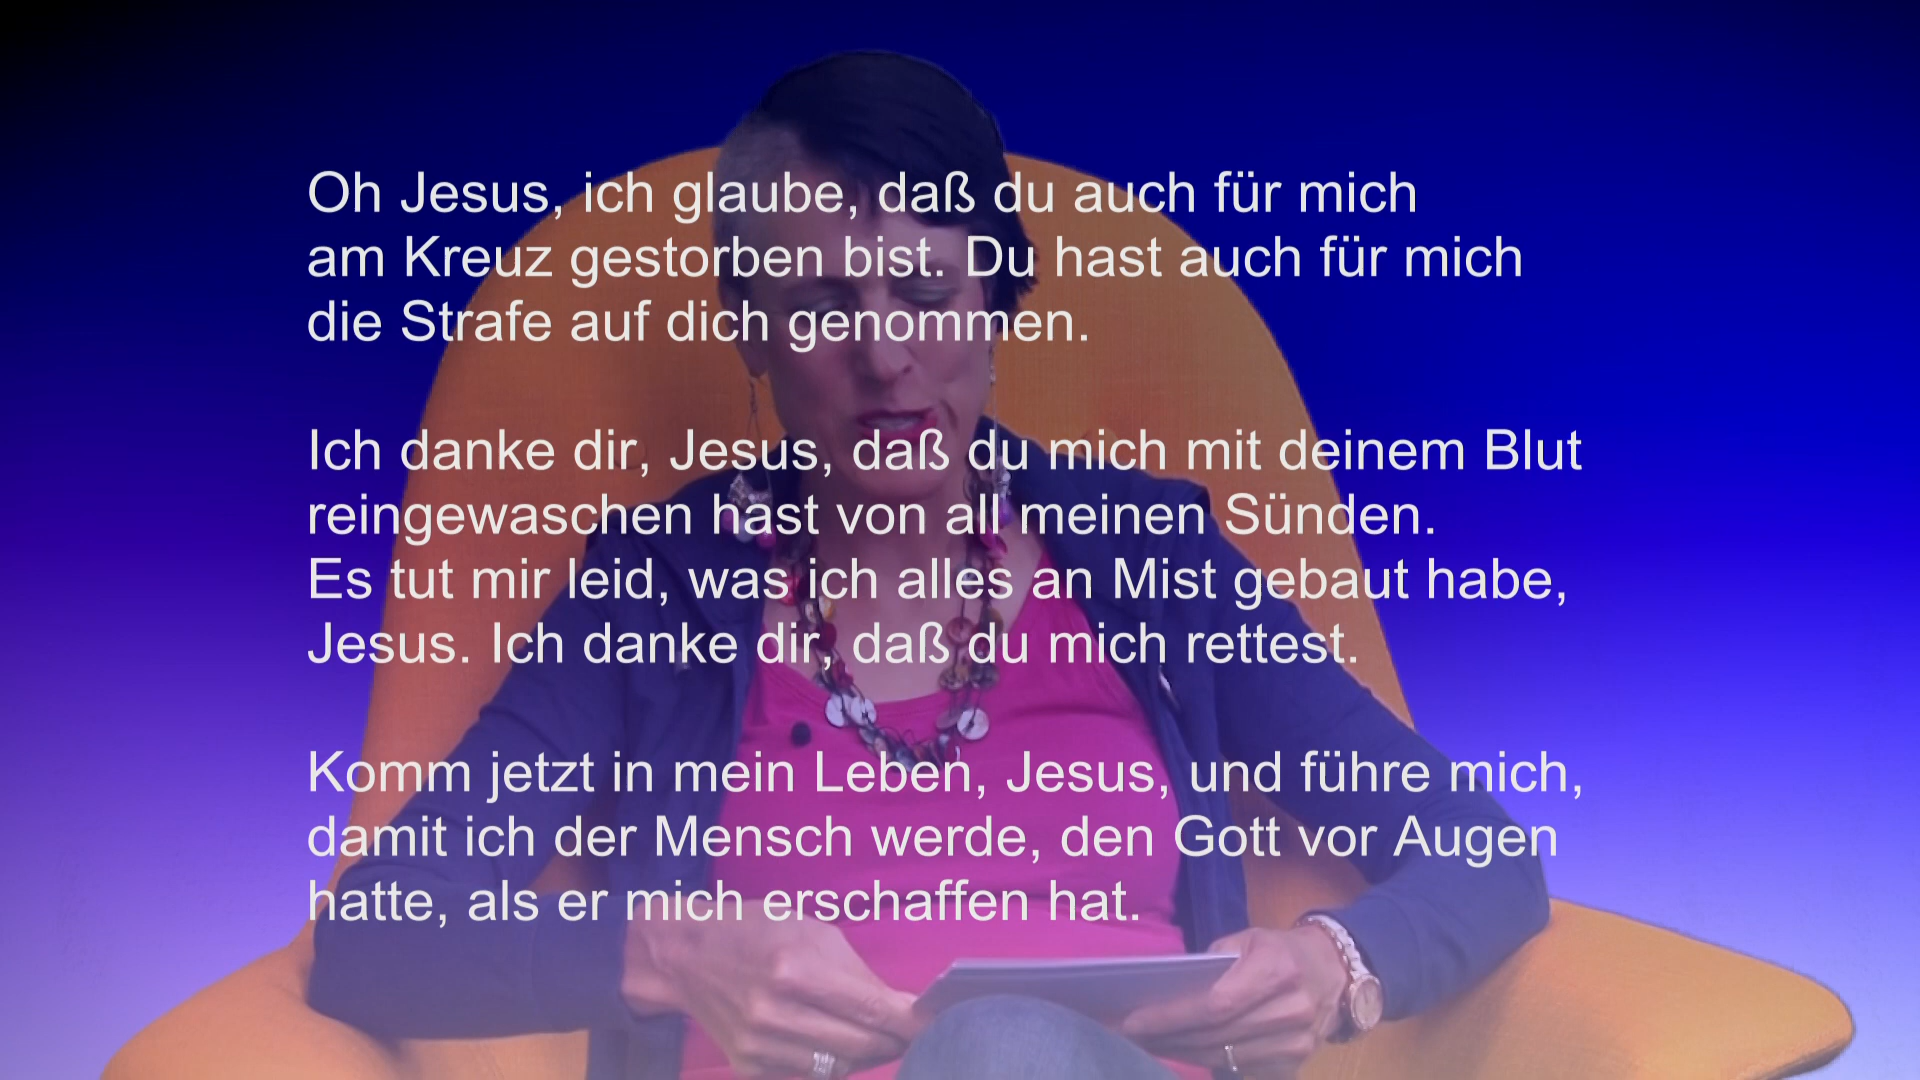 Oh Jesus, ich glaube, daß du auch für mich
am Kreuz gestorben bist. Du hast auch für mich
die Strafe auf dich genommen.
Ich danke dir, Jesus, daß du mich mit deinem Blut
reingewaschen hast von all meinen Sünden.
Es tut mir leid, was ich alles an Mist gebaut habe,
Jesus. Ich danke dir, daß du mich rettest.
Komm jetzt in mein Leben, Jesus, und führe mich,
damit ich der Mensch werde, den Gott vor Augen
hatte, als er mich erschaffen hat.